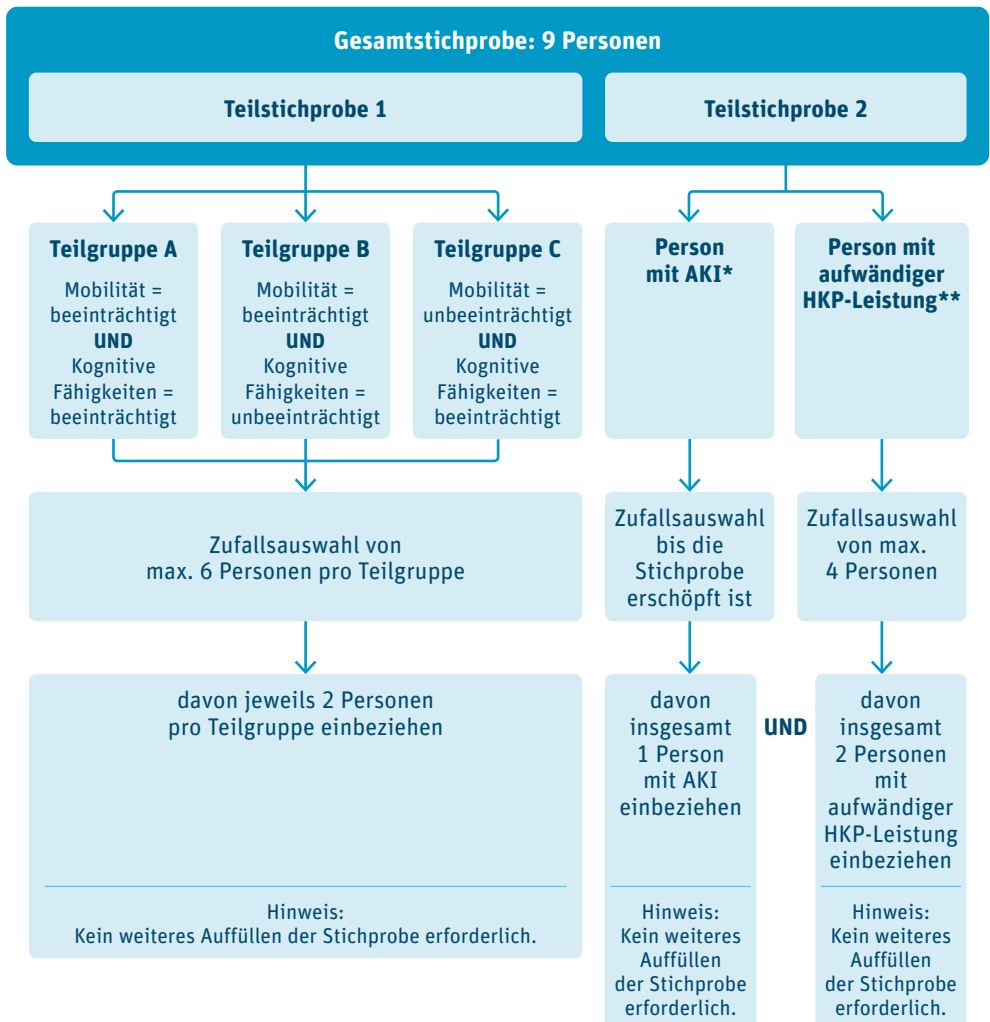 Gesamtstichprobe: 9 Personen
Teilstichprobe 1
Teilstichprobe 2
Teilgruppe A
Mobilität =
beeinträchtigt
UND
Kognitive
Fähigkeiten =
beeinträchtigt
Teilgruppe B
Mobilität =
beeinträchtigt
UND
Kognitive
Fähigkeiten =
unbeeinträchtigt
Teilgruppe C
Mobilität =
unbeeinträchtigt
UND
Kognitive
Fähigkeiten =
beeinträchtigt
Person
mit AKI*
Person mit
aufwändiger
HKP-Leistung**
Zufallsauswahl von
max. 6 Personen pro Teilgruppe
Zufallsauswahl
bis die
Stichprobe
erschöpft ist
Zufallsauswahl
von max.
4 Personen
davon jeweils 2 Personen
pro Teilgruppe einbeziehen
Hinweis:
Kein weiteres Auffüllen der Stichprobe erforderlich.
davon
insgesamt
1 Person
mit AKI
einbeziehen
Hinweis:
Kein weiteres
Auffüllen
der Stichprobe
erforderlich.
UND
davon
insgesamt
2 Personen
mit
aufwändiger
HKP-Leistung
einbeziehen
Hinweis:
Kein weiteres
Auffüllen
der Stichprobe
erforderlich.